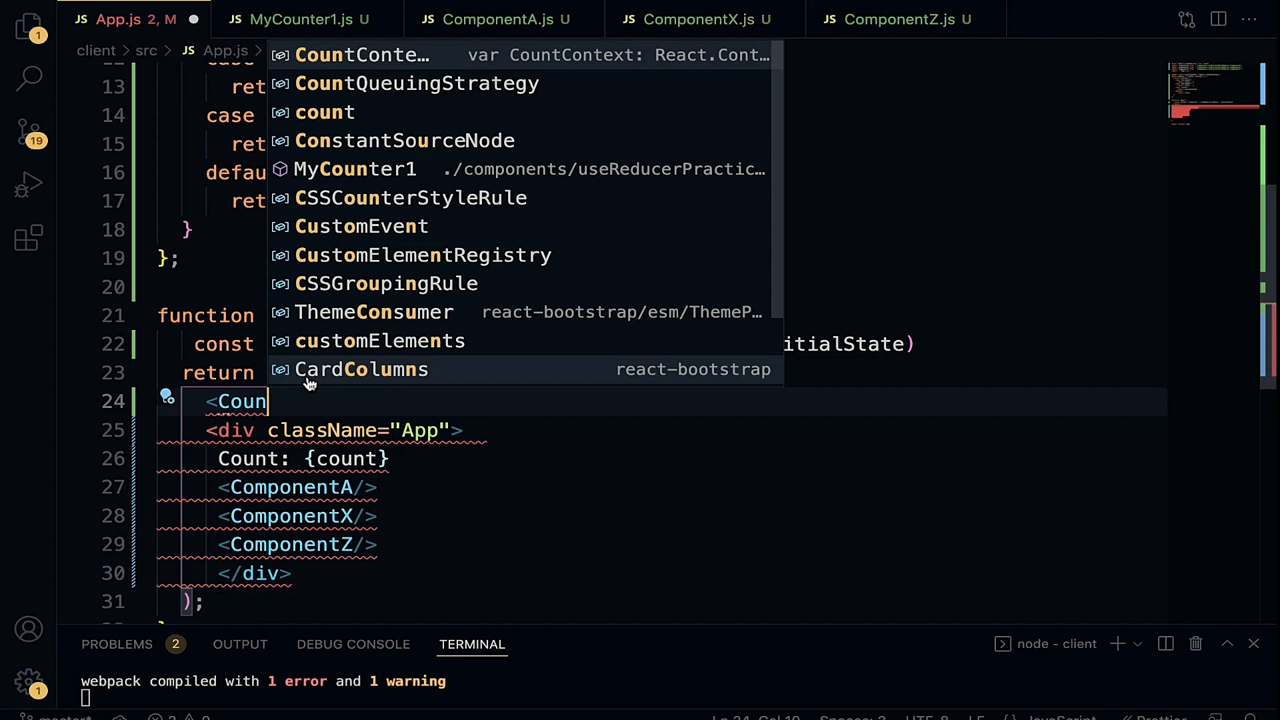 JS App.js 2, M ● JS MyCounter1.js U JS ComponentA.js U JS ComponentX.js U JS ComponentZ.js U ···
client > src > JS App.js >
1
19
1
13 ret
14 case
15 ret
16 defau
17 ret
18 }
19 };
20
21 function
22 const itialState)
23 return
24 <Coun
25 <div className="App">
26 Count: {count}
27 <ComponentA/>
28 <ComponentX/>
29 <ComponentZ/>
30 </div>
31 );
CountConte… var CountContext: React.Cont…
CountQueuingStrategy
count
ConstantSourceNode
MyCounter1 ./components/useReducerPractic…
CSSCounterStyleRule
CustomEvent
CustomElementRegistry
CSSGroupingRule
ThemeConsumer react-bootstrap/esm/ThemeP…
customElements
CardColumns react-bootstrap
PROBLEMS 2 OUTPUT DEBUG CONSOLE TERMINAL node - client
webpack compiled with 1 error and 1 warning